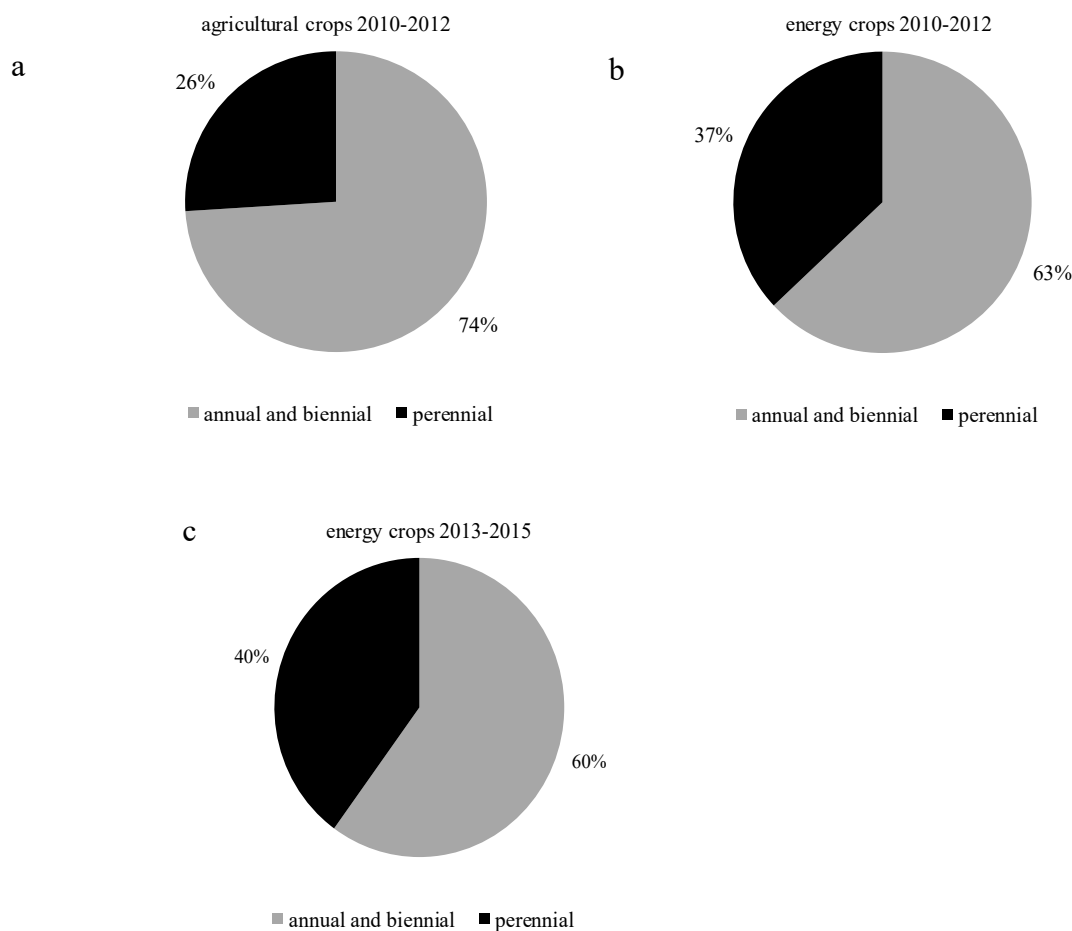 agricultural crops 2010-2012
a
26%
74%
annual and biennial perennial
energy crops 2010-2012
b
37%
63%
annual and biennial perennial
c
energy crops 2013-2015
40%
60%
annual and biennial perennial